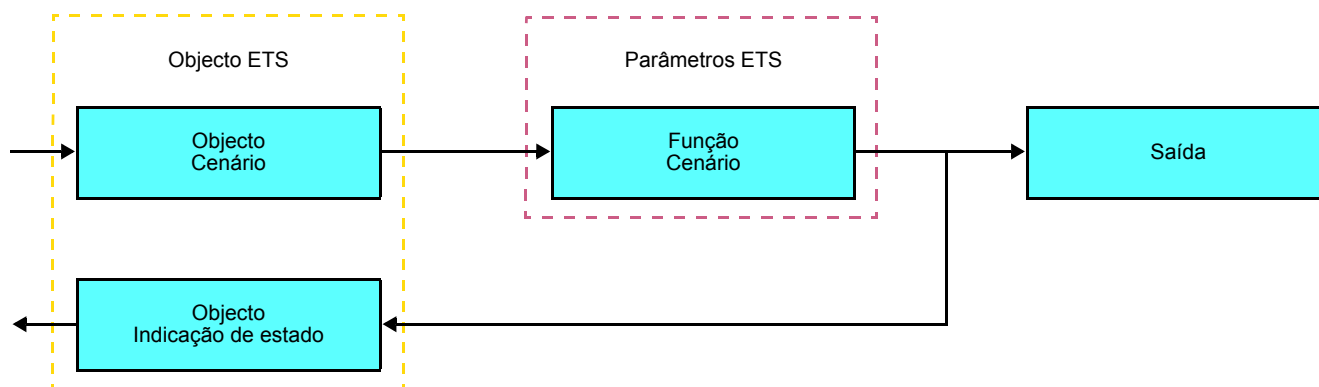 Objecto ETS
Parâmetros ETS
Objecto
Cenário
Função
Cenário
Saída
Objecto
Indicação de estado